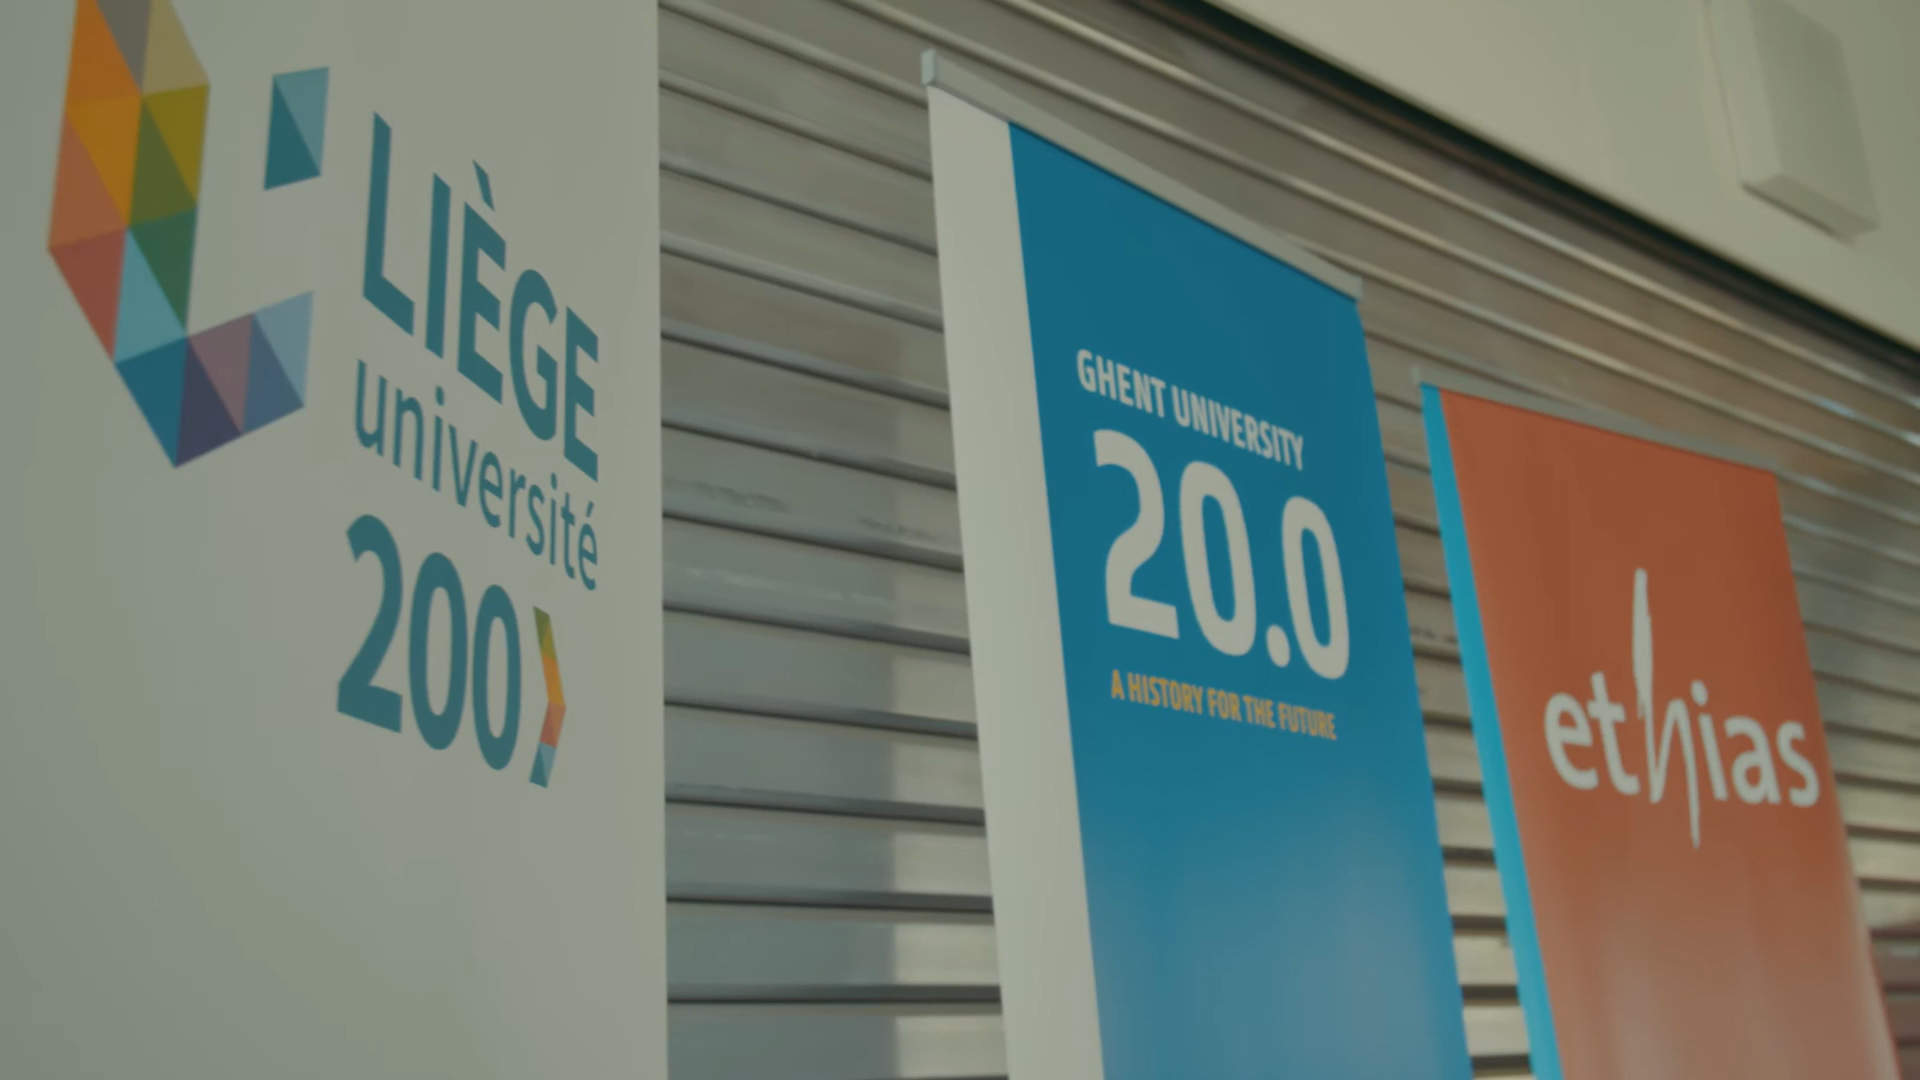 LIÈGE
université
200
GHENT UNIVERSITY
20.0
A HISTORY FOR THE FUTURE
ethias